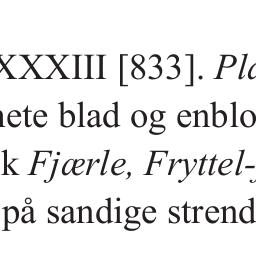 XXXIII [833]. Pla
nete blad og enblo
k Fjærle, Fryttel-f
på sandige strend